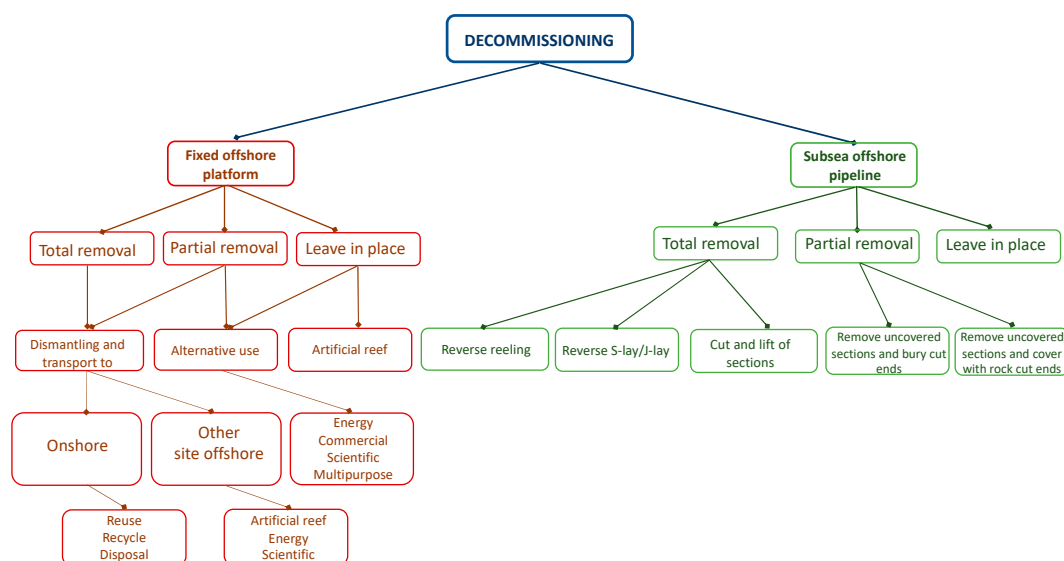 DECOMMISSIONING
Fixed offshore
platform
Subsea offshore
pipeline
Total removal
Partial removal
Leave in place
Total removal
Partial removal
Leave in place
Dismantling and
transport to
Alternative use
Artificial reef
Reverse reeling
Reverse S-lay/J-lay
Cut and lift of
sections
Remove uncovered
sections and bury cut
ends
Remove uncovered
sections and cover
with rock cut ends
Onshore
Other
site offshore
Energy
Commercial
Scientific
Multipurpose
Reuse
Recycle
Disposal
Artificial reef
Energy
Scientific